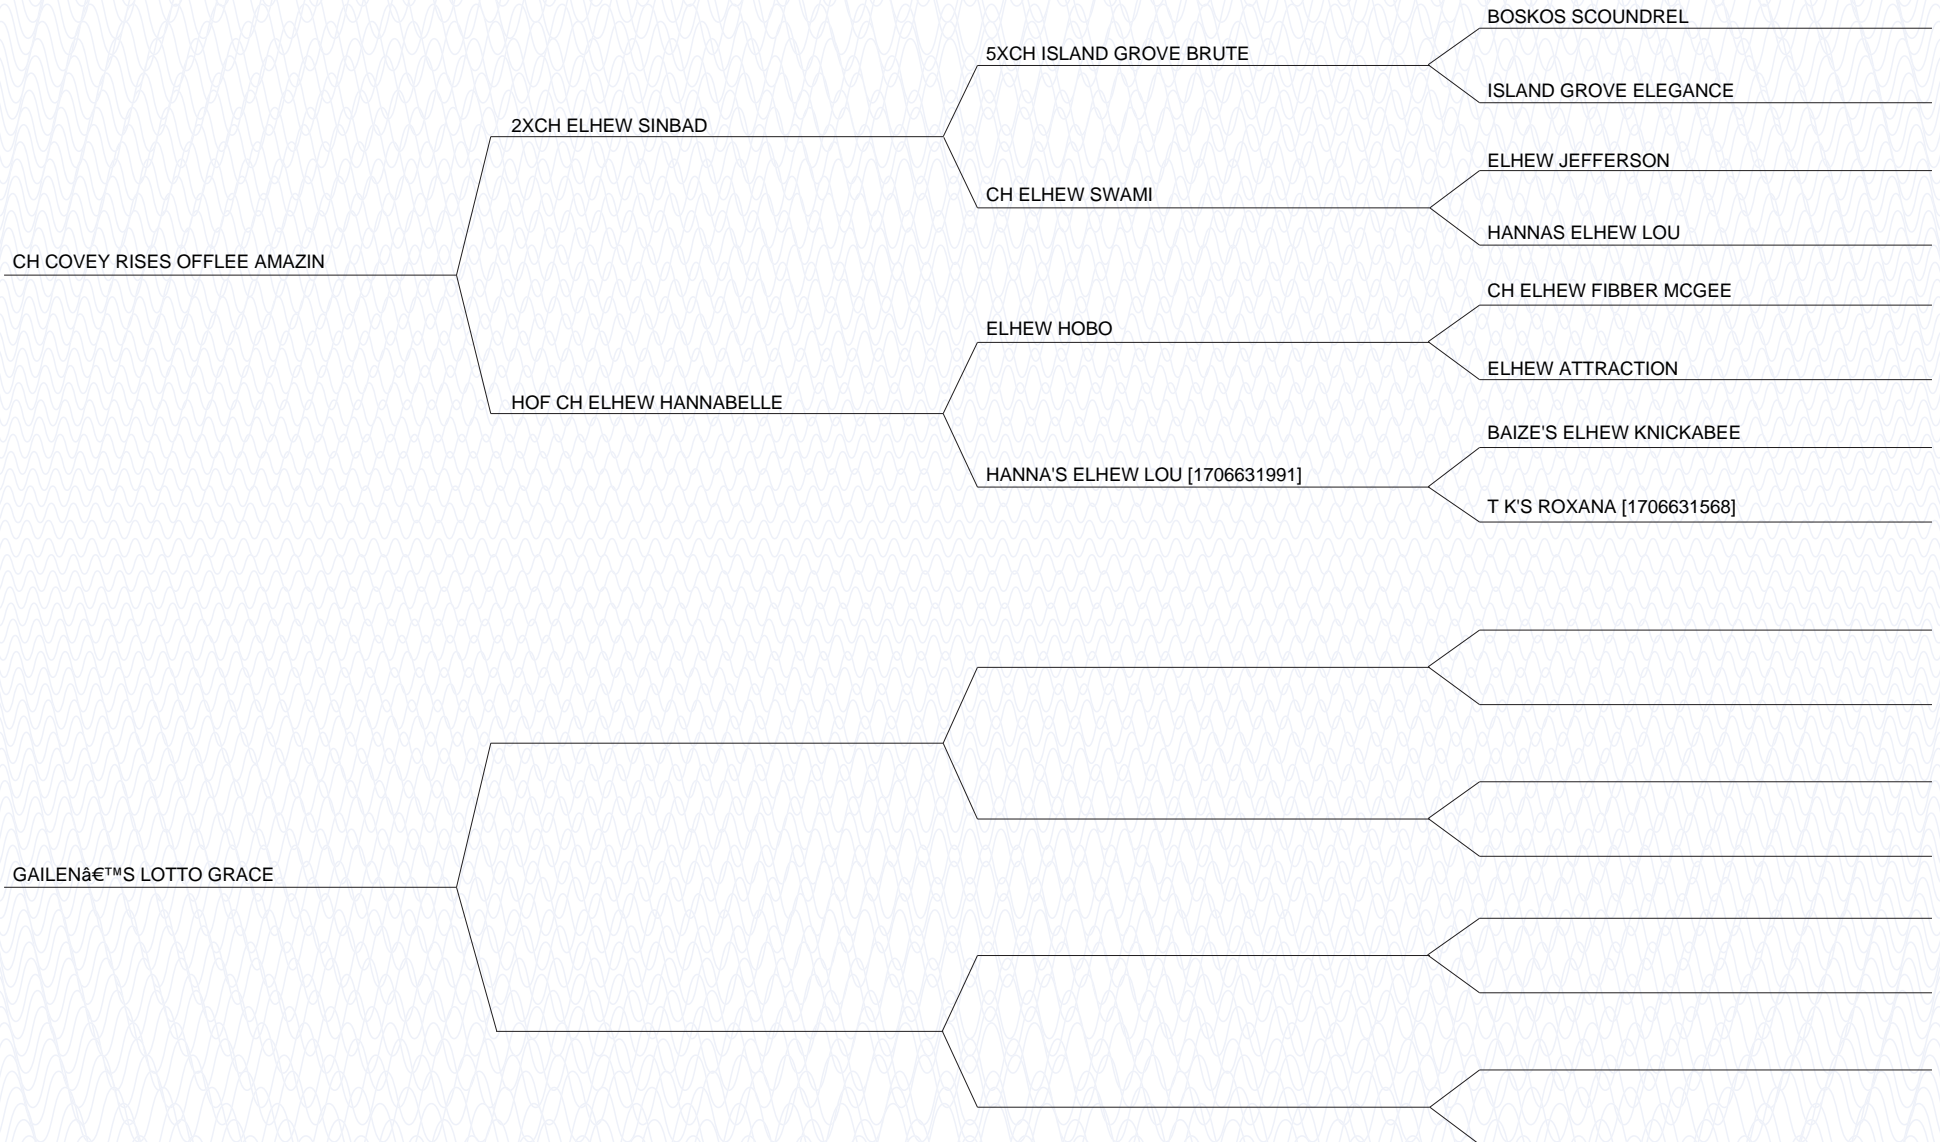 BOSKOS SCOUNDREL
5XCH ISLAND GROVE BRUTE
ISLAND GROVE ELEGANCE
2XCH ELHEW SINBAD
ELHEW JEFFERSON
CH ELHEW SWAMI
HANNAS ELHEW LOU
CH COVEY RISES OFFLEE AMAZIN
CH ELHEW FIBBER MCGEE
ELHEW HOBO
ELHEW ATTRACTION
HOF CH ELHEW HANNABELLE
BAIZE'S ELHEW KNICKABEE
HANNA'S ELHEW LOU [1706631991]
T K'S ROXANA [1706631568]
GAILENâ€™S LOTTO GRACE